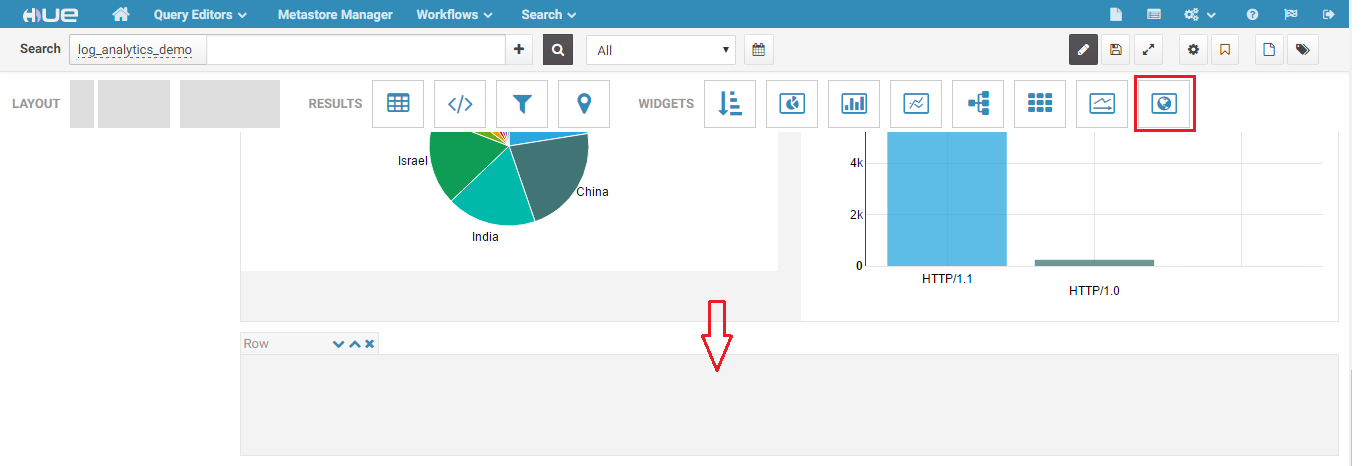 HUE Query Editors Metastore Manager Workflows Search
Search log_analytics_demo + All
LAYOUT RESULTS </> WIDGETS
Israel
China
India
4k
2k
0
HTTP/1.1
HTTP/1.0
Row